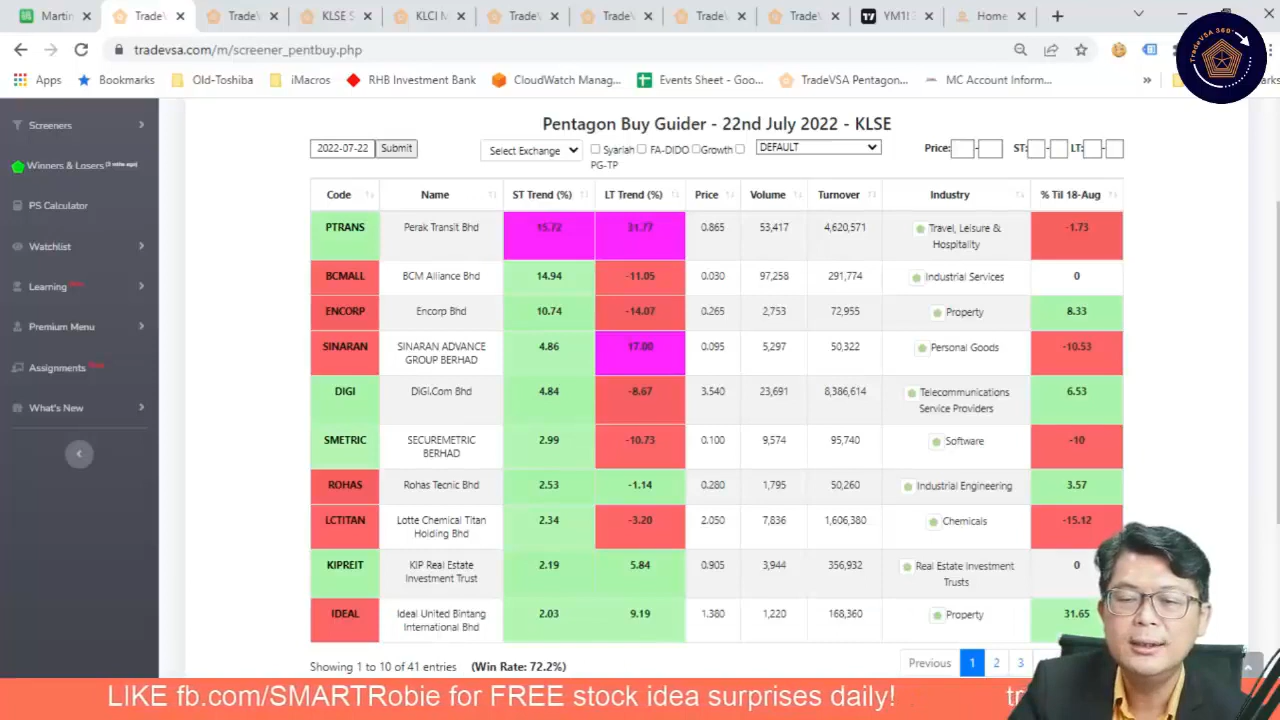 Martin
TradeV
TradeV
KLSE S
KLCI N
TradeV
TradeV
TradeV
TradeV
YM1!
Home
tradevsa.com/m/screener_pentbuy.php
Apps
Bookmarks
Old-Toshiba
iMacros
RHB Investment Bank
CloudWatch Manag...
Events Sheet - Goo...
TradeVSA Pentagon...
MC Account Inform...
TradeVSA 360°
Screeners
Winners & Losers
PS Calculator
Watchlist
Learning
Premium Menu
Assignments
What's New
Pentagon Buy Guider - 22nd July 2022 - KLSE
2022-07-22 Submit Select Exchange Syariah FA-DIDO Growth DEFAULT Price: - ST: - LT: -
PG-TP
Code Name ST Trend (%) LT Trend (%) Price Volume Turnover Industry % Til 18-Aug
PTRANS Perak Transit Bhd 15.72 31.77 0.865 53,417 4,620,571 Travel, Leisure & Hospitality -1.73
BCMALL BCM Alliance Bhd 14.94 -11.05 0.030 97,258 291,774 Industrial Services 0
ENCORP Encorp Bhd 10.74 -14.07 0.265 2,753 72,955 Property 8.33
SINARAN SINARAN ADVANCE GROUP BERHAD 4.86 17.00 0.095 5,297 50,322 Personal Goods -10.53
DIGI DiGi.Com Bhd 4.84 -8.67 3.540 23,691 8,386,614 Telecommunications Service Providers 6.53
SMETRIC SECUREMETRIC BERHAD 2.99 -10.73 0.100 9,574 95,740 Software -10
ROHAS Rohas Tecnic Bhd 2.53 -1.14 0.280 1,795 50,260 Industrial Engineering 3.57
LCTITAN Lotte Chemical Titan Holding Bhd 2.34 -3.20 2.050 7,836 1,606,380 Chemicals -15.12
KIPREIT KIP Real Estate Investment Trust 2.19 5.84 0.905 3,944 356,932 Real Estate Investment Trusts 0
IDEAL Ideal United Bintang International Bhd 2.03 9.19 1.380 1,220 168,360 Property 31.65
Showing 1 to 10 of 41 entries (Win Rate: 72.2%)
Previous 1 2 3
LIKE fb.com/SMARTRobie for FREE stock idea surprises daily!